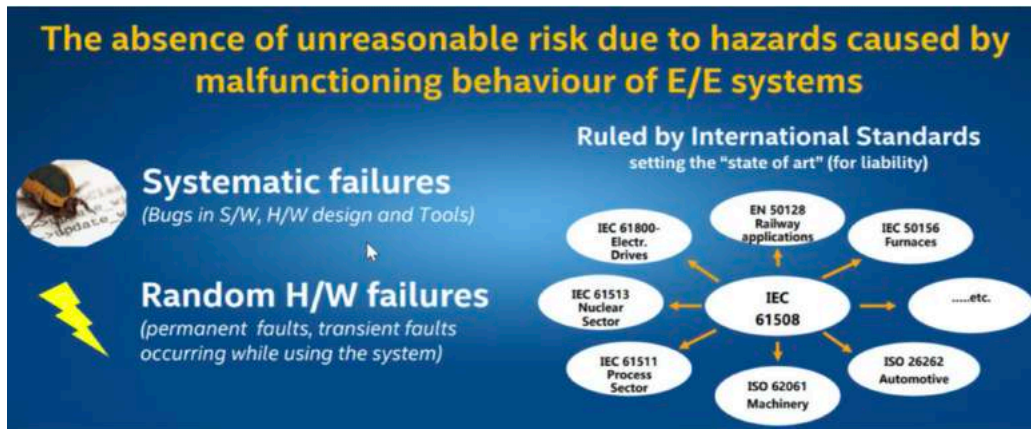 The absence of unreasonable risk due to hazards caused by
malfunctioning behaviour of E/E systems
Systematic failures
(Bugs in S/W, H/W design and Tools)
Random H/W failures
(permanent faults, transient faults
occurring while using the system)
Ruled by International Standards
setting the “state of art” (for liability)
IEC 61800-
Electr.
Drives
EN 50128
Railway
applications
IEC 50156
Furnaces
IEC 61513
Nuclear
Sector
IEC
61508
.....etc.
IEC 61511
Process
Sector
ISO 62061
Machinery
ISO 26262
Automotive